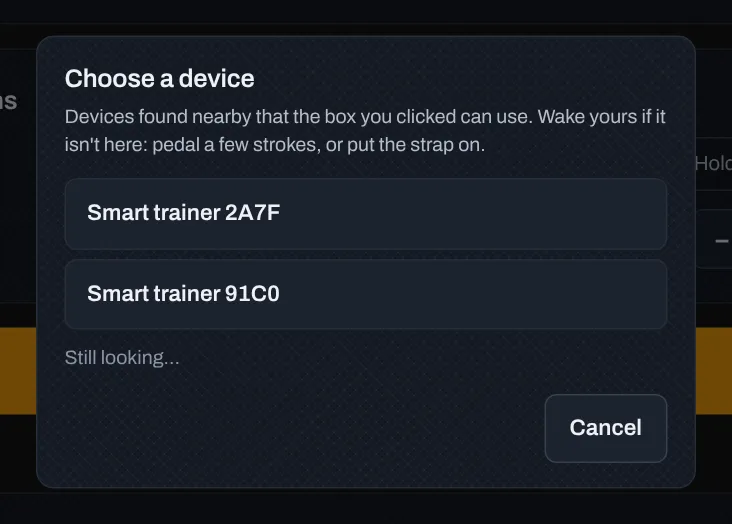 Choose a device
Devices found nearby that the box you clicked can use. Wake yours if it
isn't here: pedal a few strokes, or put the strap on.
Smart trainer 2A7F
Smart trainer 91C0
Still looking...
Cancel